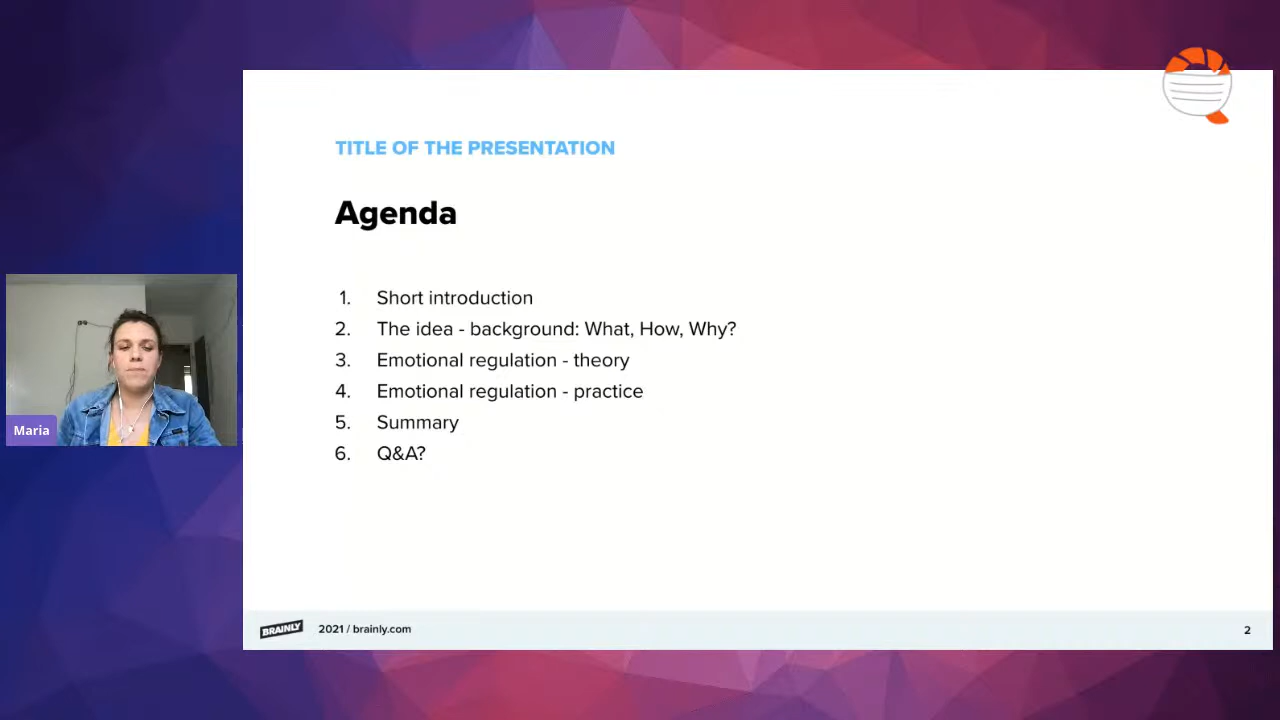 TITLE OF THE PRESENTATION
Agenda
1. Short introduction
2. The idea - background: What, How, Why?
3. Emotional regulation - theory
4. Emotional regulation - practice
5. Summary
6. Q&A?
Maria
BRAINLY 2021 / brainly.com 2